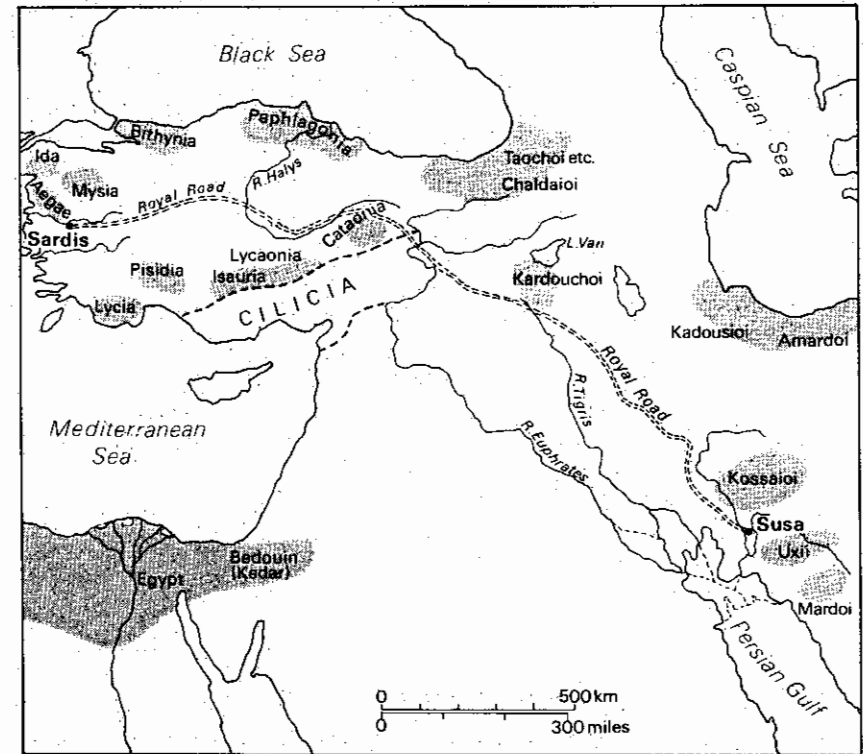 Black Sea
Caspian Sea
Bithynia
Paphlagonia
Ida
Mysia
Aegae
Royal Road
R.Halys
Taochoi etc.
Chaldaioi
Sardis
Catadrua
L.Van
Lycaonia
Isauria
Pisidia
Kardouchoi
Lycia
CILICIA
Kadousioi
Amardoi
Royal Road
R.Tigris
Mediterranean
Sea
R.Euphrates
Kossaioi
Susa
Uxii
Bedouin
(Kedar)
Egypt
Mardoi
Persian Gulf
0 500 km
0 300 miles